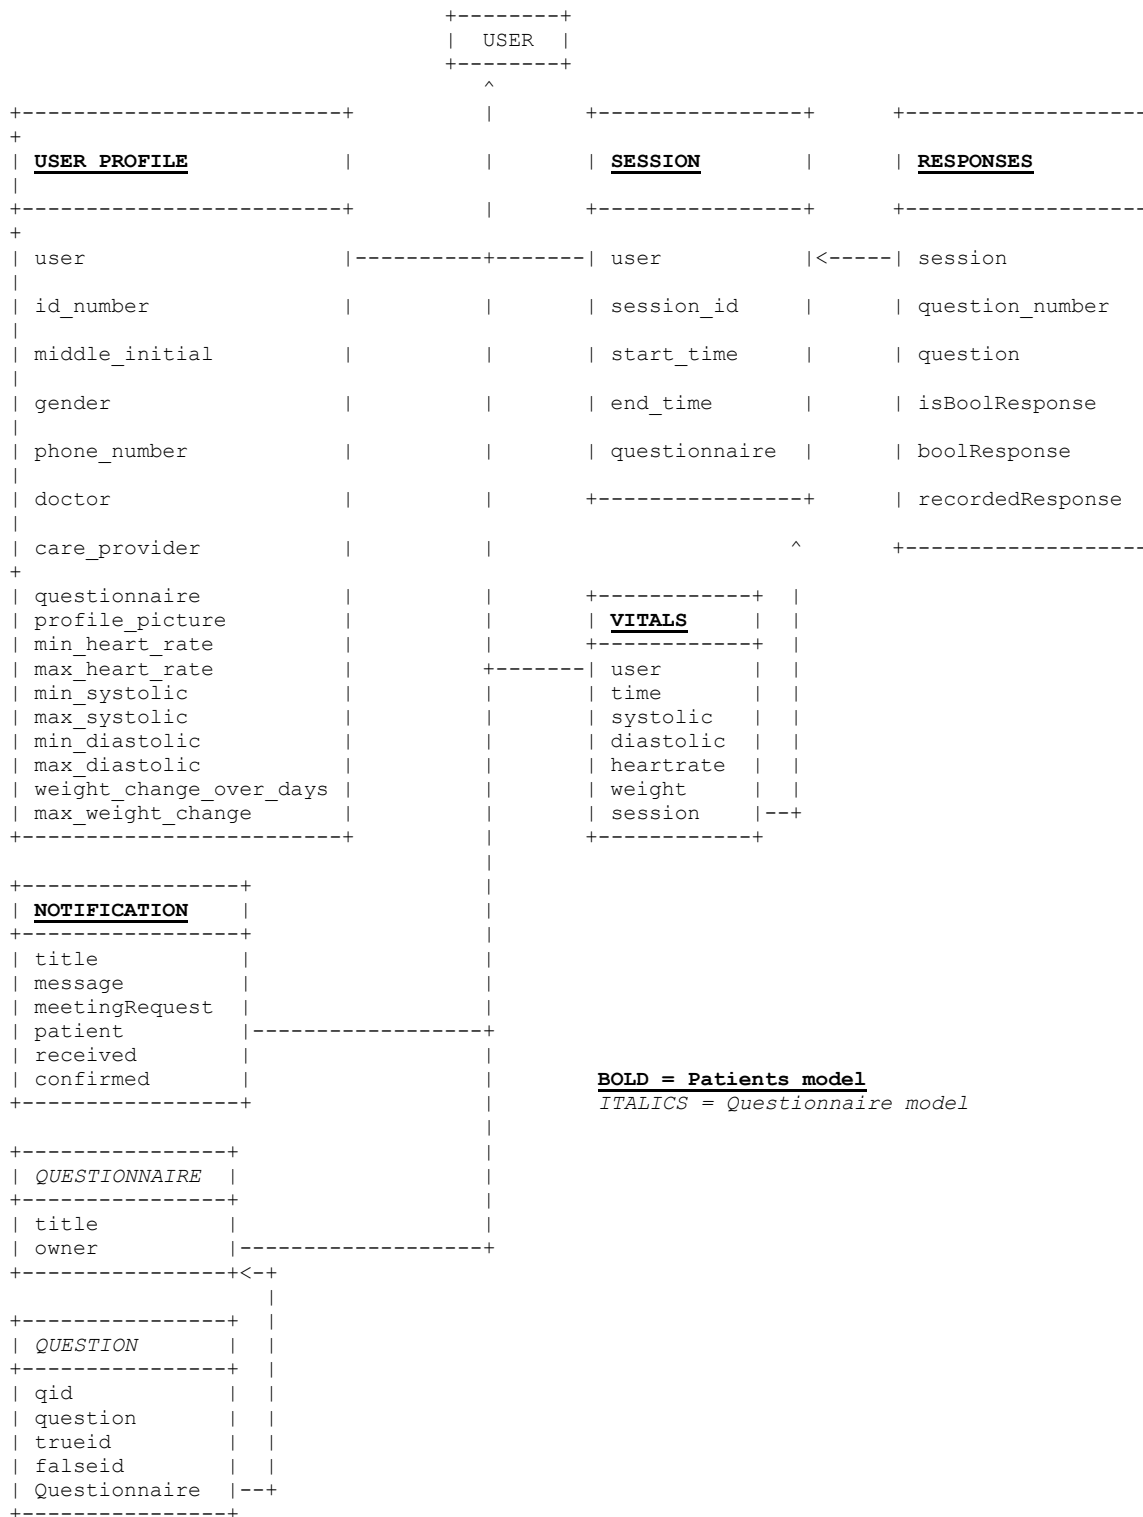 USER
USER PROFILE
user
id_number
middle_initial
gender
phone_number
doctor
care_provider
questionnaire
profile_picture
min_heart_rate
max_heart_rate
min_systolic
max_systolic
min_diastolic
max_diastolic
weight_change_over_days
max_weight_change
SESSION
user
session_id
start_time
end_time
questionnaire
RESPONSES
session
question_number
question
isBoolResponse
boolResponse
recordedResponse
VITALS
user
time
systolic
diastolic
heartrate
weight
session
NOTIFICATION
title
message
meetingRequest
patient
received
confirmed
BOLD = Patients model
ITALICS = Questionnaire model
QUESTIONNAIRE
title
owner
QUESTION
qid
question
trueid
falseid
Questionnaire